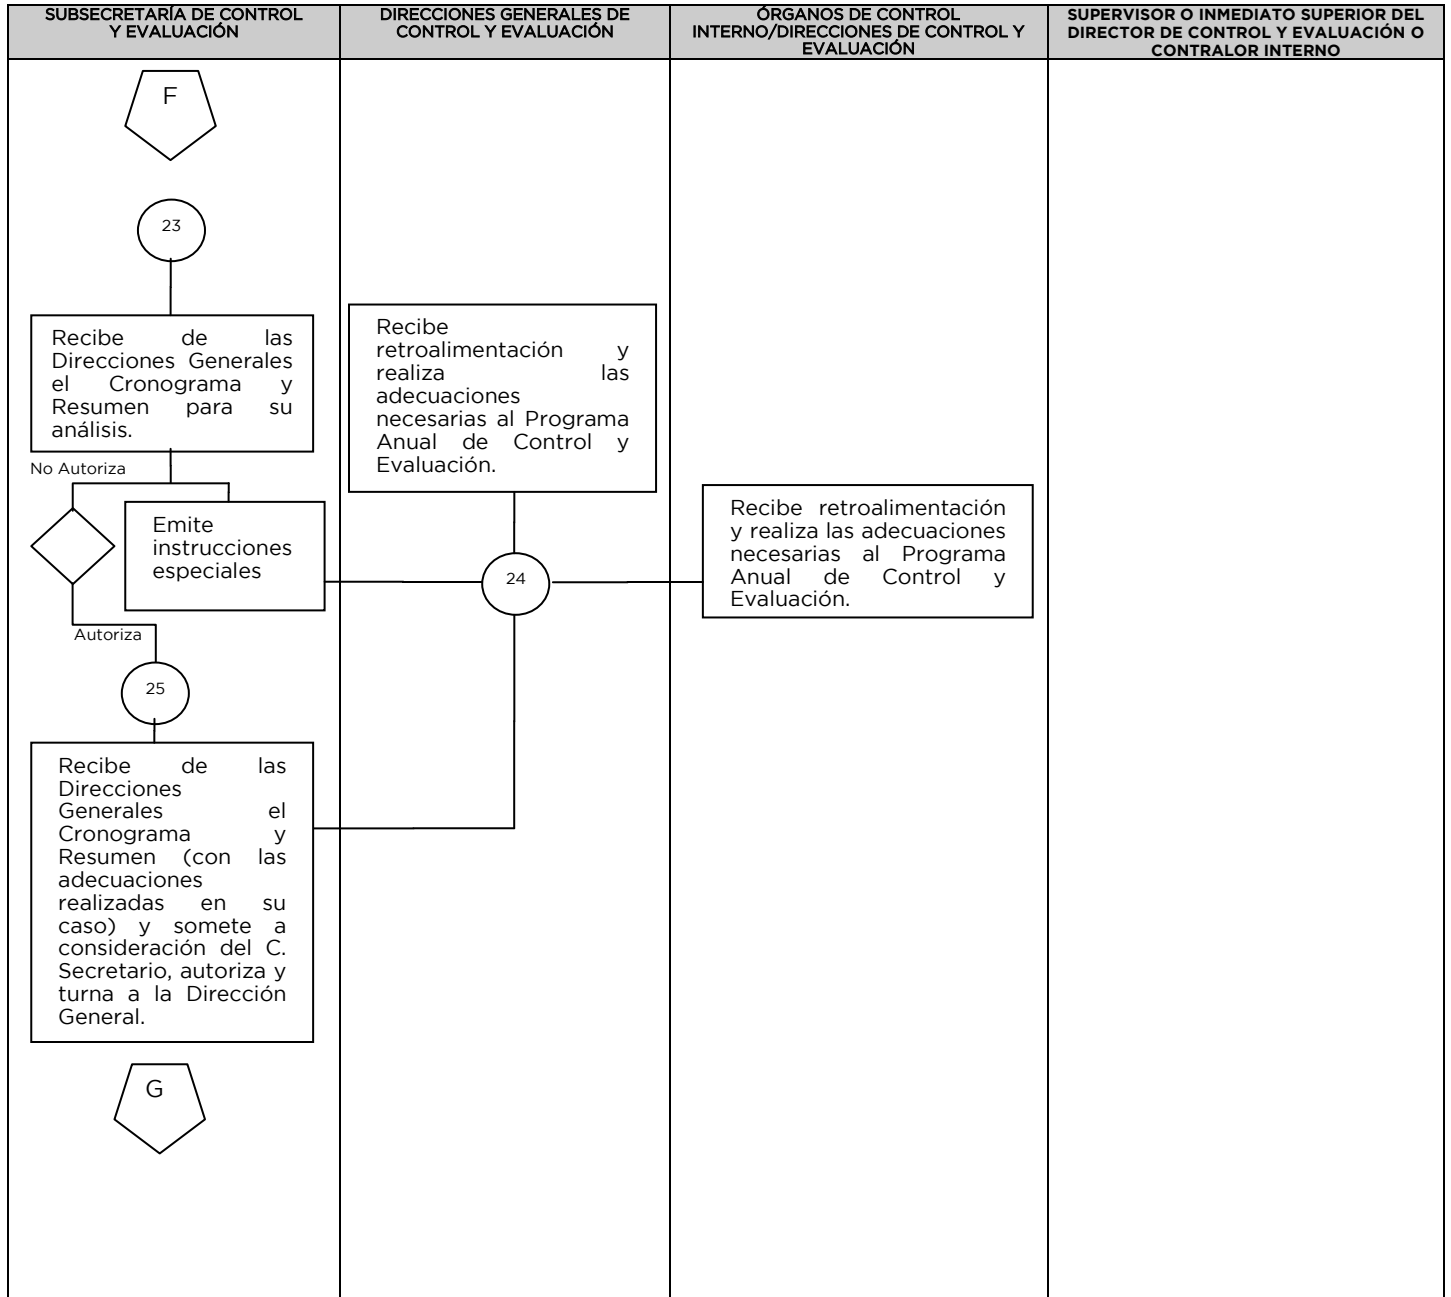 SUBSECRETARÍA DE CONTROL
Y EVALUACIÓN
DIRECCIONES GENERALES DE
CONTROL Y EVALUACIÓN
ÓRGANOS DE CONTROL
INTERNO/DIRECCIONES DE CONTROL Y
EVALUACIÓN
SUPERVISOR O INMEDIATO SUPERIOR DEL
DIRECTOR DE CONTROL Y EVALUACIÓN O
CONTRALOR INTERNO
F
23
Recibe de las
Direcciones Generales
el Cronograma y
Resumen para su
análisis.
No Autoriza
Emite
instrucciones
especiales
Autoriza
25
Recibe de las
Direcciones
Generales el
Cronograma y
Resumen (con las
adecuaciones
realizadas en su
caso) y somete a
consideración del C.
Secretario, autoriza y
turna a la Dirección
General.
G
Recibe
retroalimentación y
realiza las
adecuaciones
necesarias al Programa
Anual de Control y
Evaluación.
24
Recibe retroalimentación
y realiza las adecuaciones
necesarias al Programa
Anual de Control y
Evaluación.